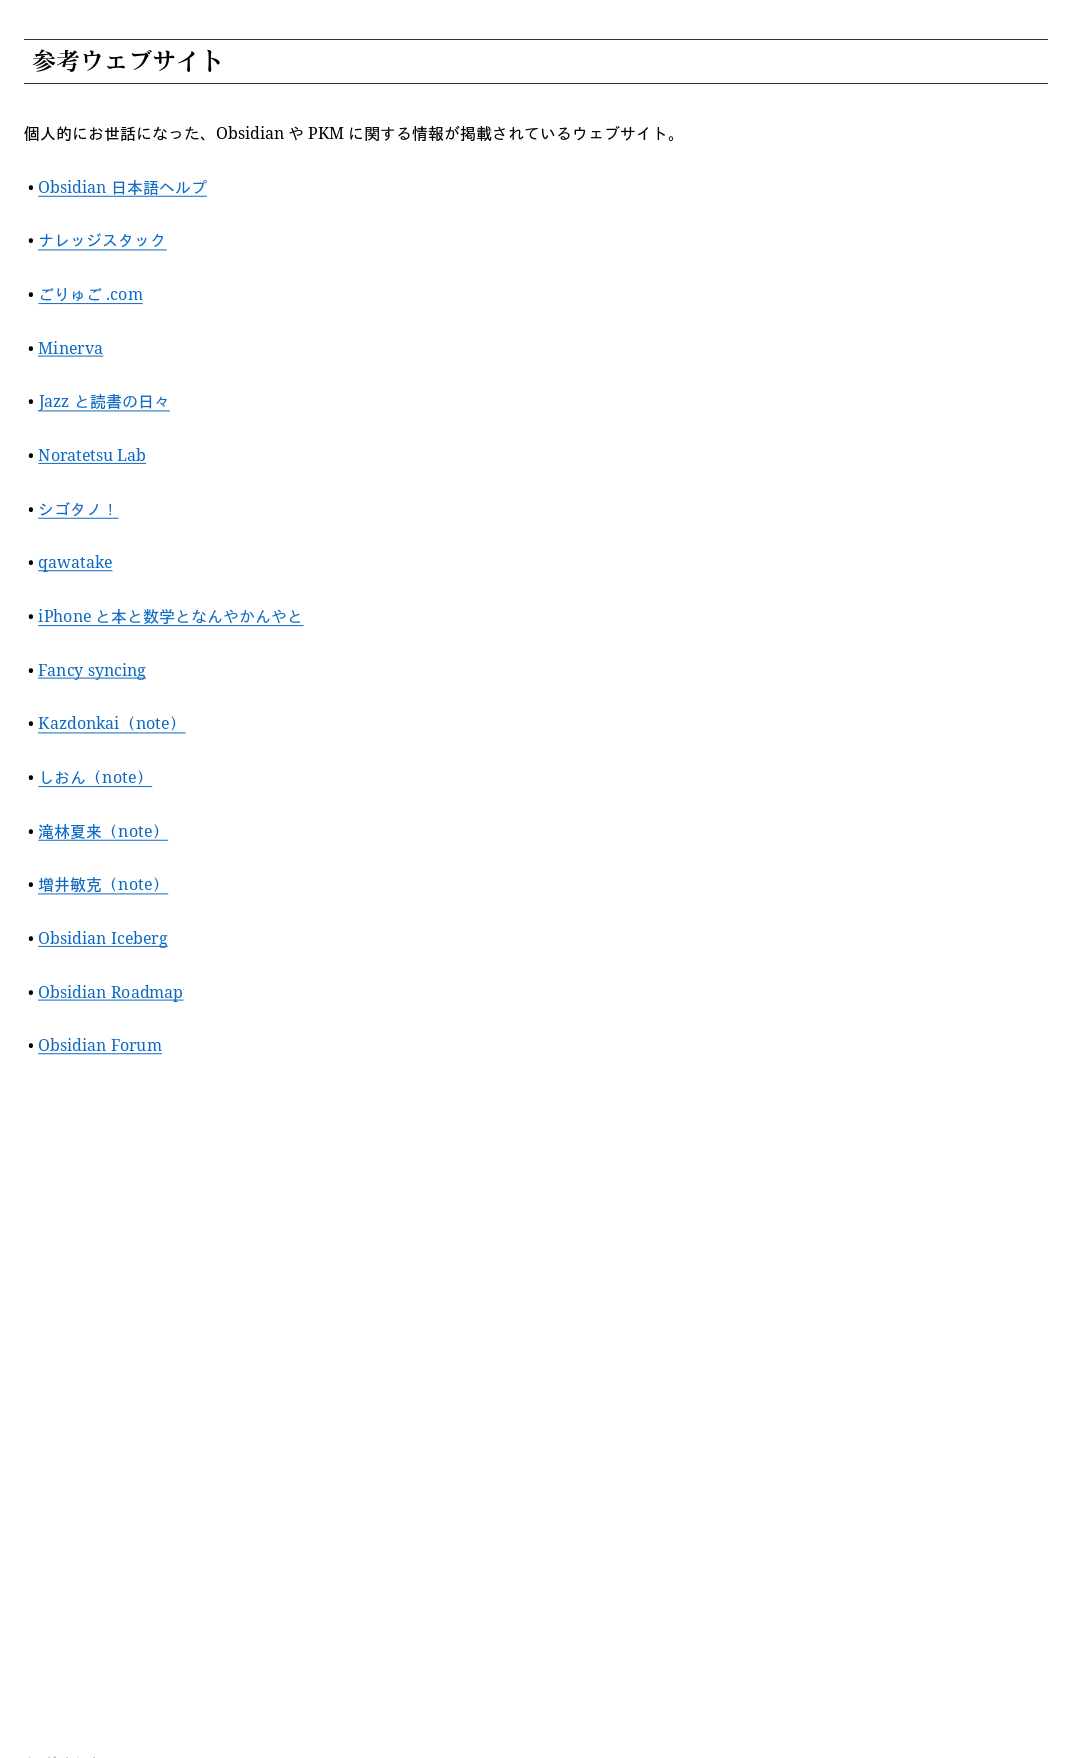 参考ウェブサイト
個人的にお世話になった、Obsidian や PKM に関する情報が掲載されているウェブサイト。
• Obsidian 日本語ヘルプ
• ナレッジスタック
• ごりゅご .com
• Minerva
• Jazz と読書の日々
• Noratetsu Lab
• シゴタノ！
• qawatake
• iPhone と本と数学となんやかんやと
• Fancy syncing
• Kazdonkai（note）
• しおん（note）
• 滝林夏来（note）
• 増井敏克（note）
• Obsidian Iceberg
• Obsidian Roadmap
• Obsidian Forum